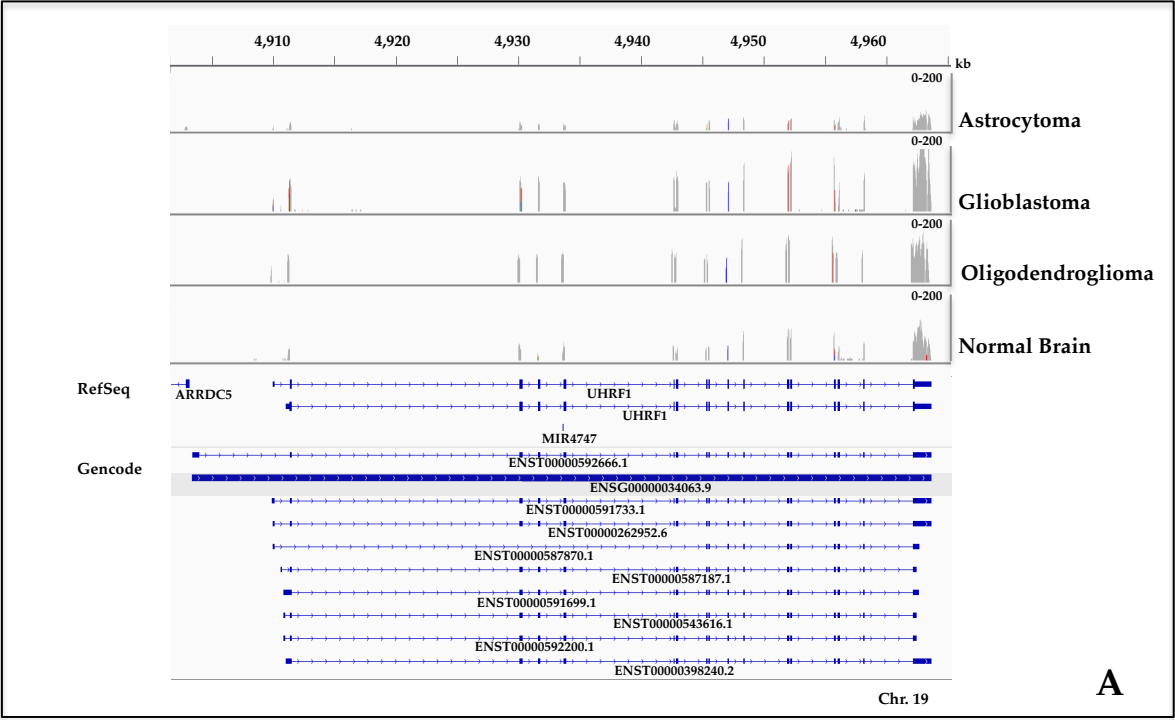 4,910 4,920 4,930 4,940 4,950 4,960
kb
0-200
Astrocytoma
0-200
Glioblastoma
0-200
Oligodendroglioma
0-200
Normal Brain
RefSeq
ARRDC5
UHRF1
UHRF1
MIR4747
Gencode
ENST00000592666.1
ENSG00000034063.9
ENST00000591733.1
ENST00000262952.6
ENST00000587870.1
ENST00000587187.1
ENST00000591699.1
ENST00000543616.1
ENST00000592200.1
ENST00000398240.2
Chr. 19
A